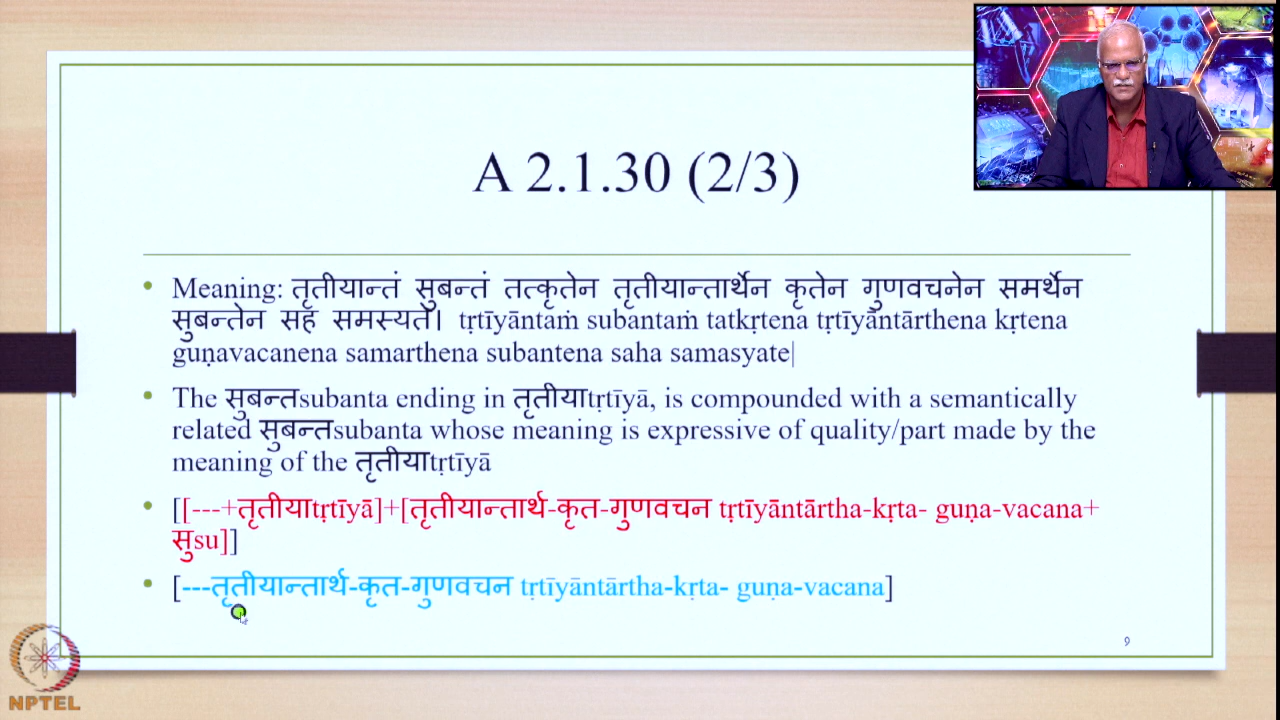 A 2.1.30 (2/3)
• Meaning: तृतीयान्तं सुबन्तं तत्कृतेन तृतीयान्तार्थेन कृतेन गुणवचनेन समर्थेन
सुबन्तेन सह समस्यते। tṛtīyāntaṁ subantaṁ tatkṛtena tṛtīyāntārthena kṛtena
guṇavacanena samarthena subantena saha samasyate|
• The सुबन्तsubanta ending in तृतीयाtṛtīyā, is compounded with a semantically
related सुबन्तsubanta whose meaning is expressive of quality/part made by the
meaning of the तृतीयाtṛtīyā
• [[---+तृतीयाtṛtīyā]+[तृतीयान्तार्थ-कृत-गुणवचन tṛtīyāntārtha-kṛta- guṇa-vacana+
सुsu]]
• [---तृतीयान्तार्थ-कृत-गुणवचन tṛtīyāntārtha-kṛta- guṇa-vacana]
9
NPTEL